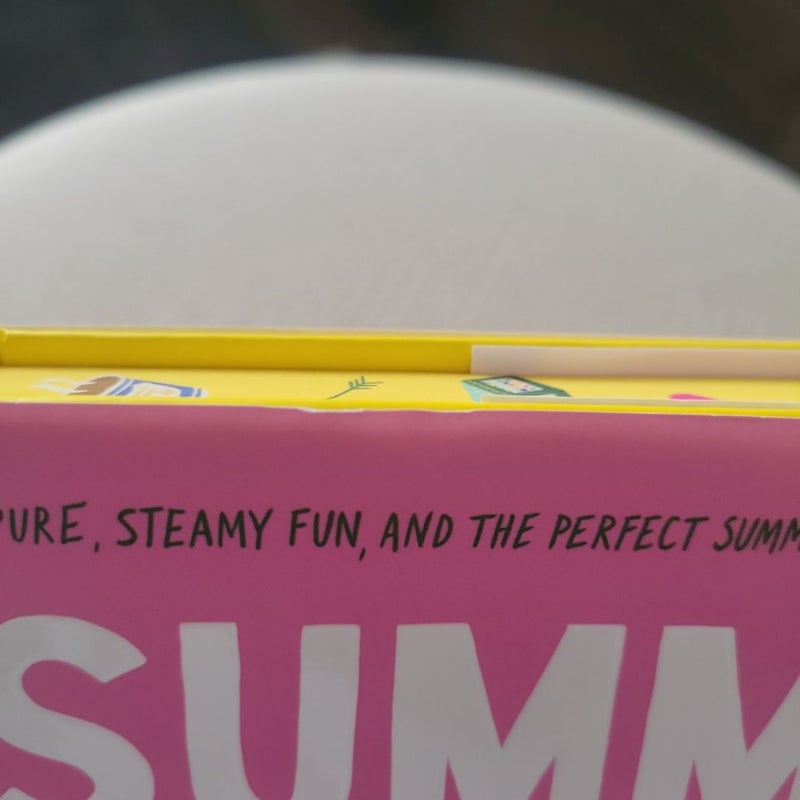 PURE, STEAMY FUN, AND THE PERFECT SUMM
SUMM